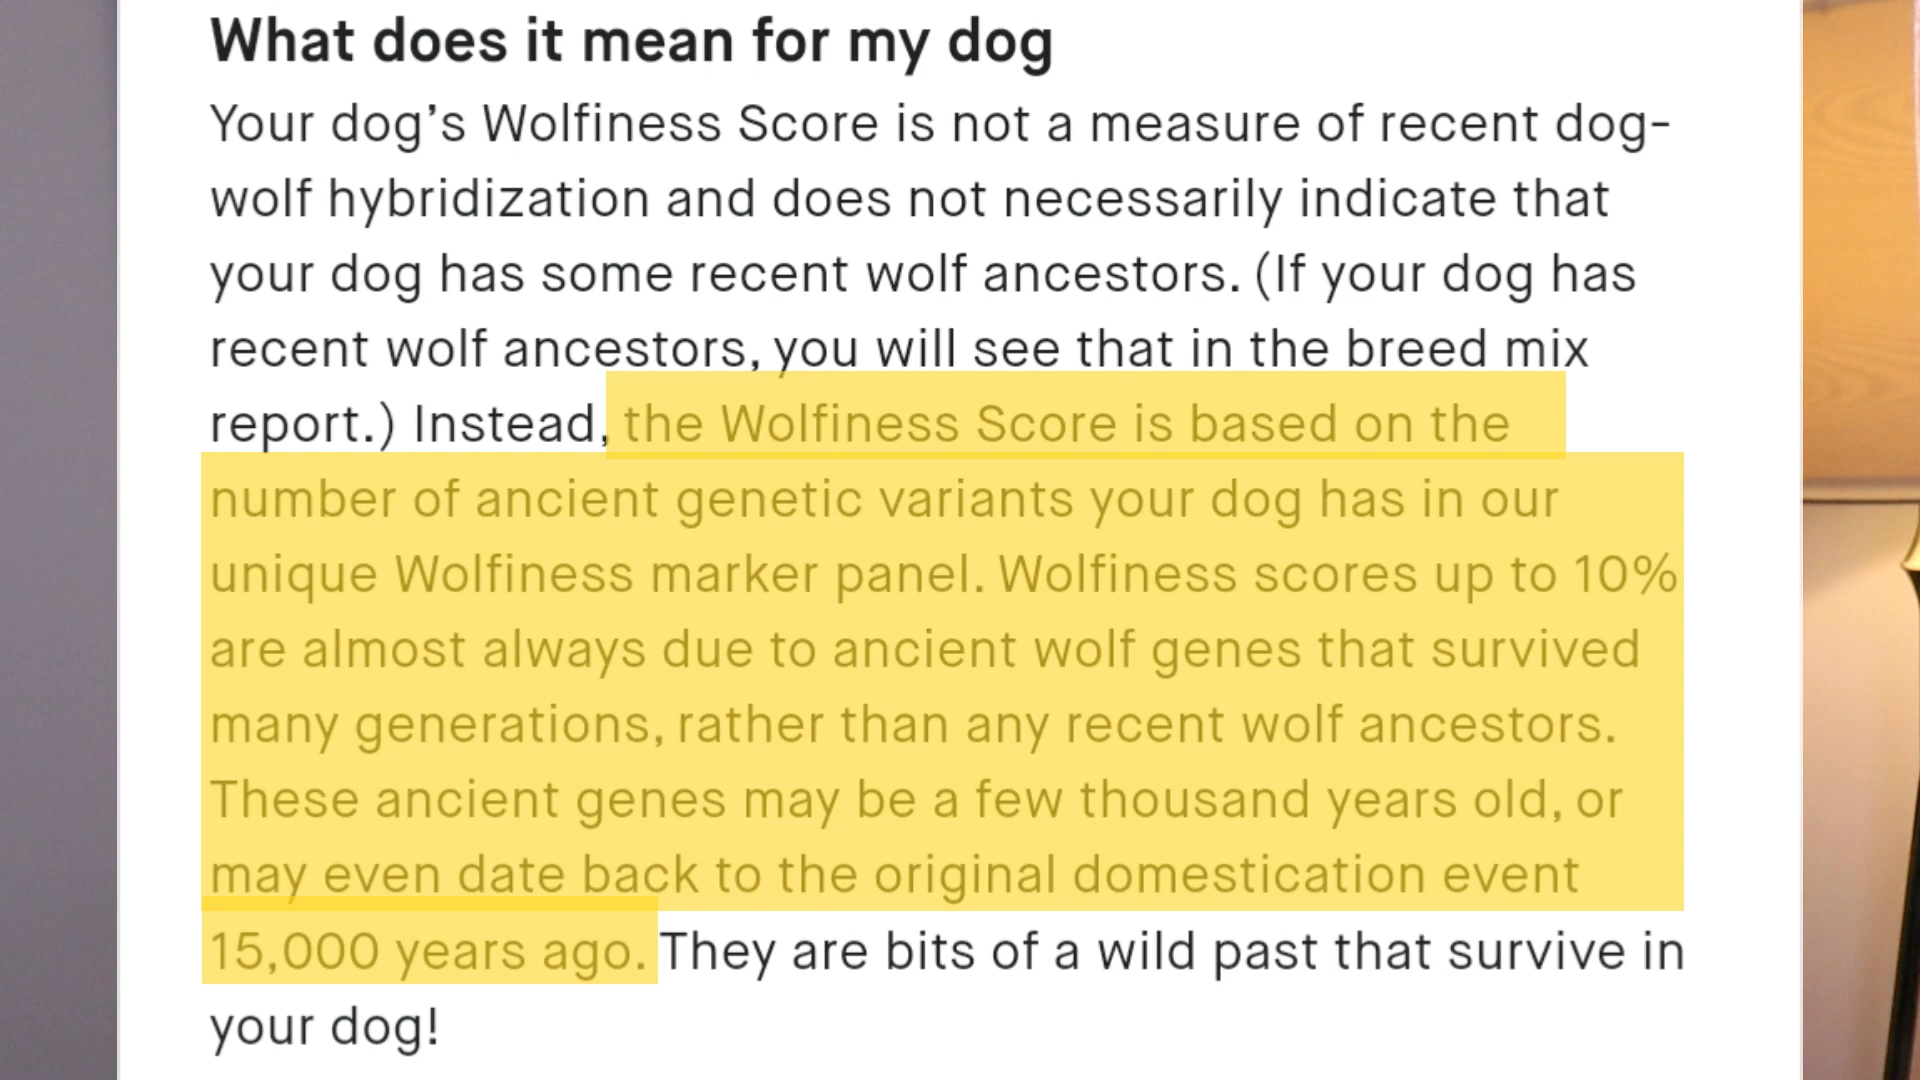 What does it mean for my dog
Your dog’s Wolfiness Score is not a measure of recent dog-
wolf hybridization and does not necessarily indicate that
your dog has some recent wolf ancestors. (If your dog has
recent wolf ancestors, you will see that in the breed mix
report.) Instead, the Wolfiness Score is based on the
number of ancient genetic variants your dog has in our
unique Wolfiness marker panel. Wolfiness scores up to 10%
are almost always due to ancient wolf genes that survived
many generations, rather than any recent wolf ancestors.
These ancient genes may be a few thousand years old, or
may even date back to the original domestication event
15,000 years ago. They are bits of a wild past that survive in
your dog!